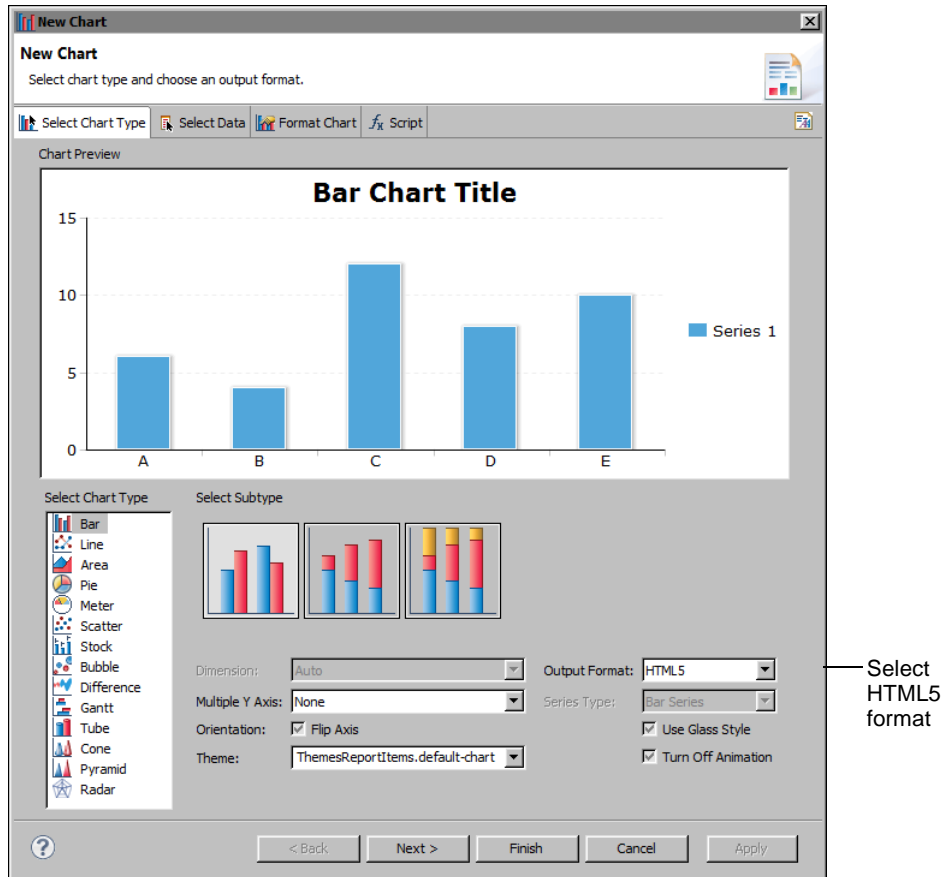 New Chart
New Chart
Select chart type and choose an output format.
Select Chart Type
Select Data
Format Chart
fx Script
Chart Preview
Bar Chart Title
15
10
5
0
A
B
C
D
E
Series 1
Select Chart Type
Bar
Line
Area
Pie
Meter
Scatter
Stock
Bubble
Difference
Gantt
Tube
Cone
Pyramid
Radar
Select Subtype
Dimension: Auto
Output Format: HTML5
Multiple Y Axis: None
Series Type: Bar Series
Orientation: Flip Axis
Use Glass Style
Theme: ThemesReportItems.default-chart
Turn Off Animation
Select
HTML5
format
?
< Back
Next >
Finish
Cancel
Apply